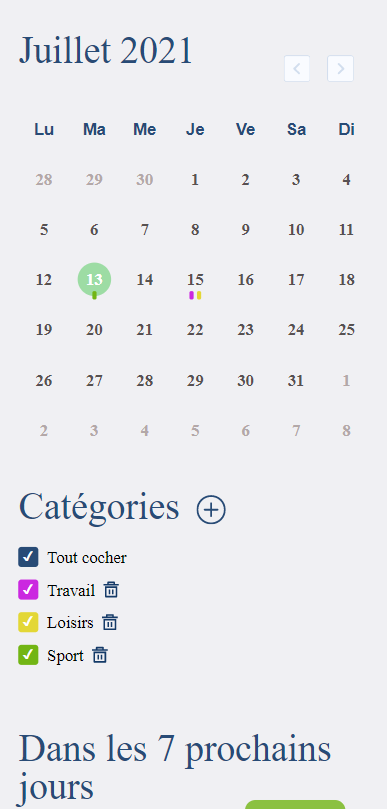 Juillet 2021
Lu Ma Me Je Ve Sa Di
28 29 30 1 2 3 4
5 6 7 8 9 10 11
12 13 14 15 16 17 18
19 20 21 22 23 24 25
26 27 28 29 30 31 1
2 3 4 5 6 7 8
Catégories
Tout cocher
Travail
Loisirs
Sport
Dans les 7 prochains
jours